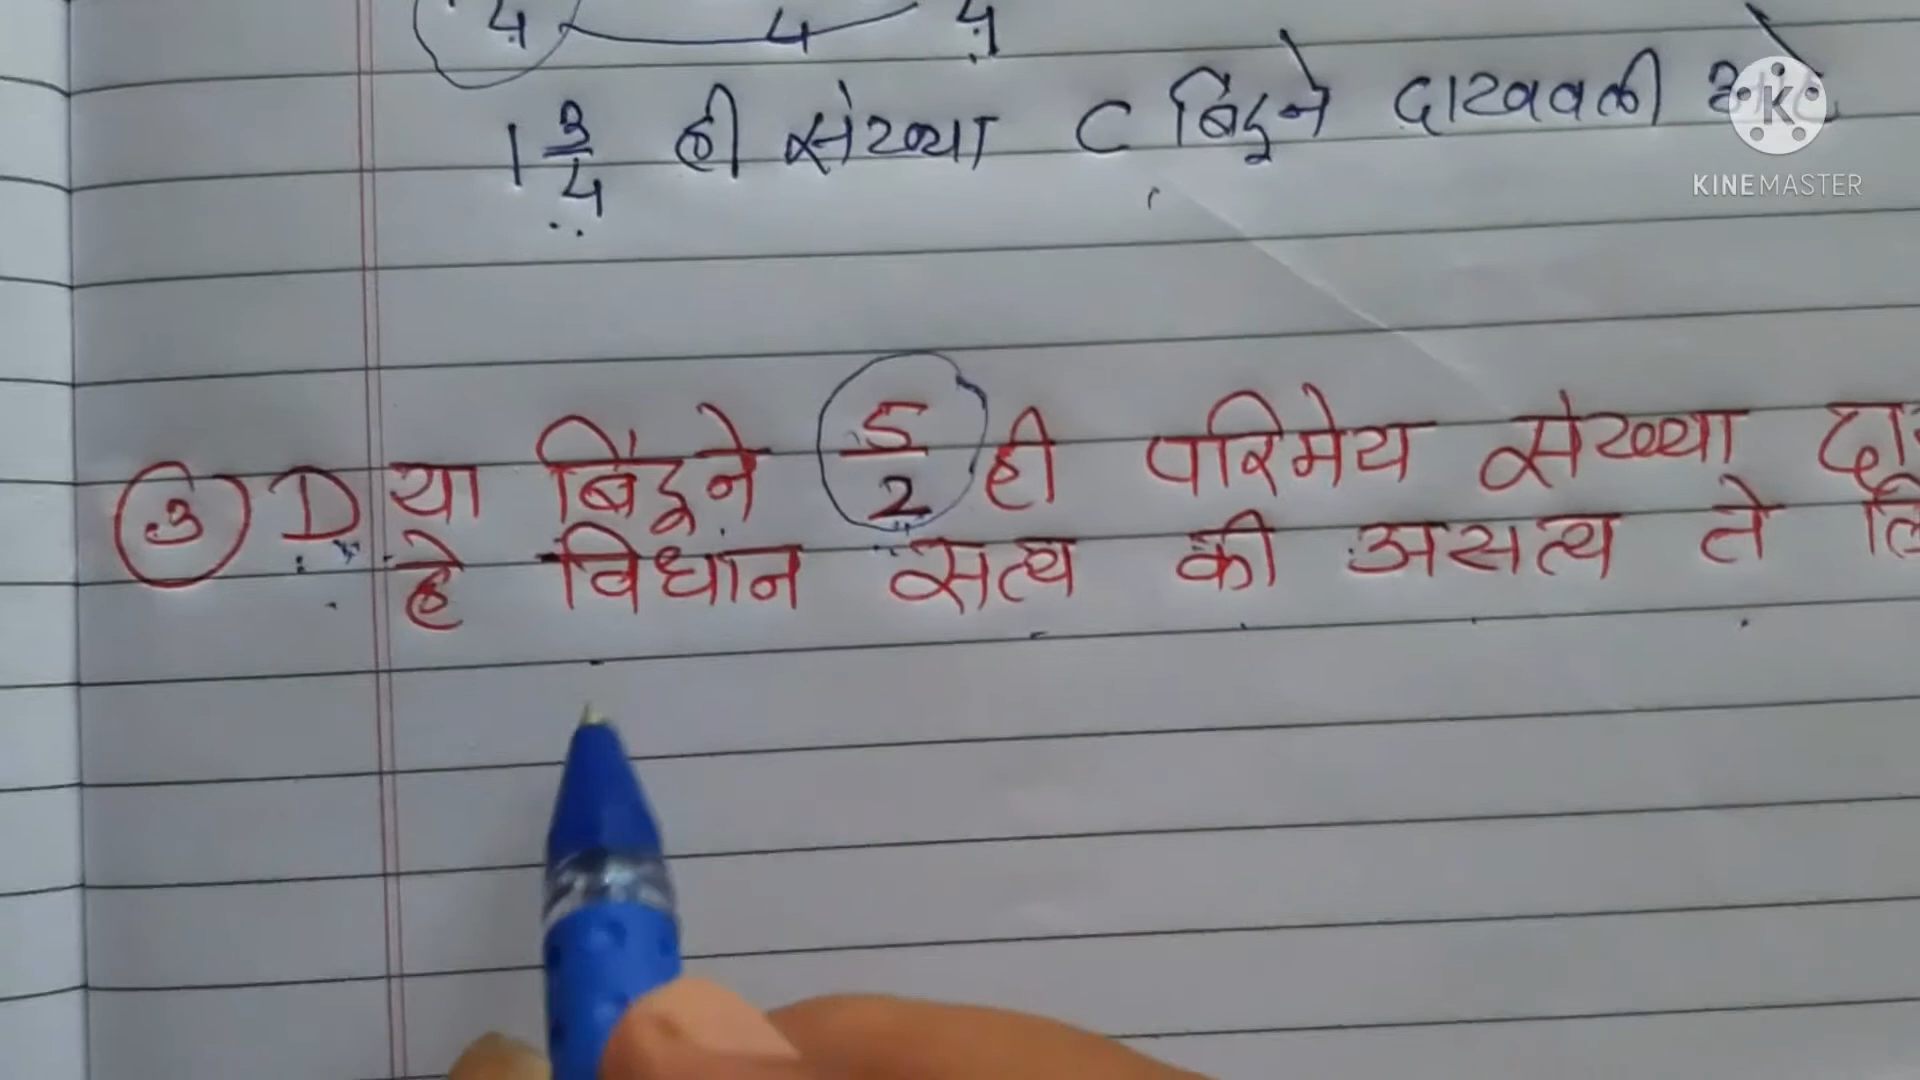 4 4 4
1 3/4 ही संख्या C बिंदूने दाखवली
KINEMASTER
③ D या बिंदूने 5/2 ही परिमेय संख्या
हे विधान सत्य की असत्य ते